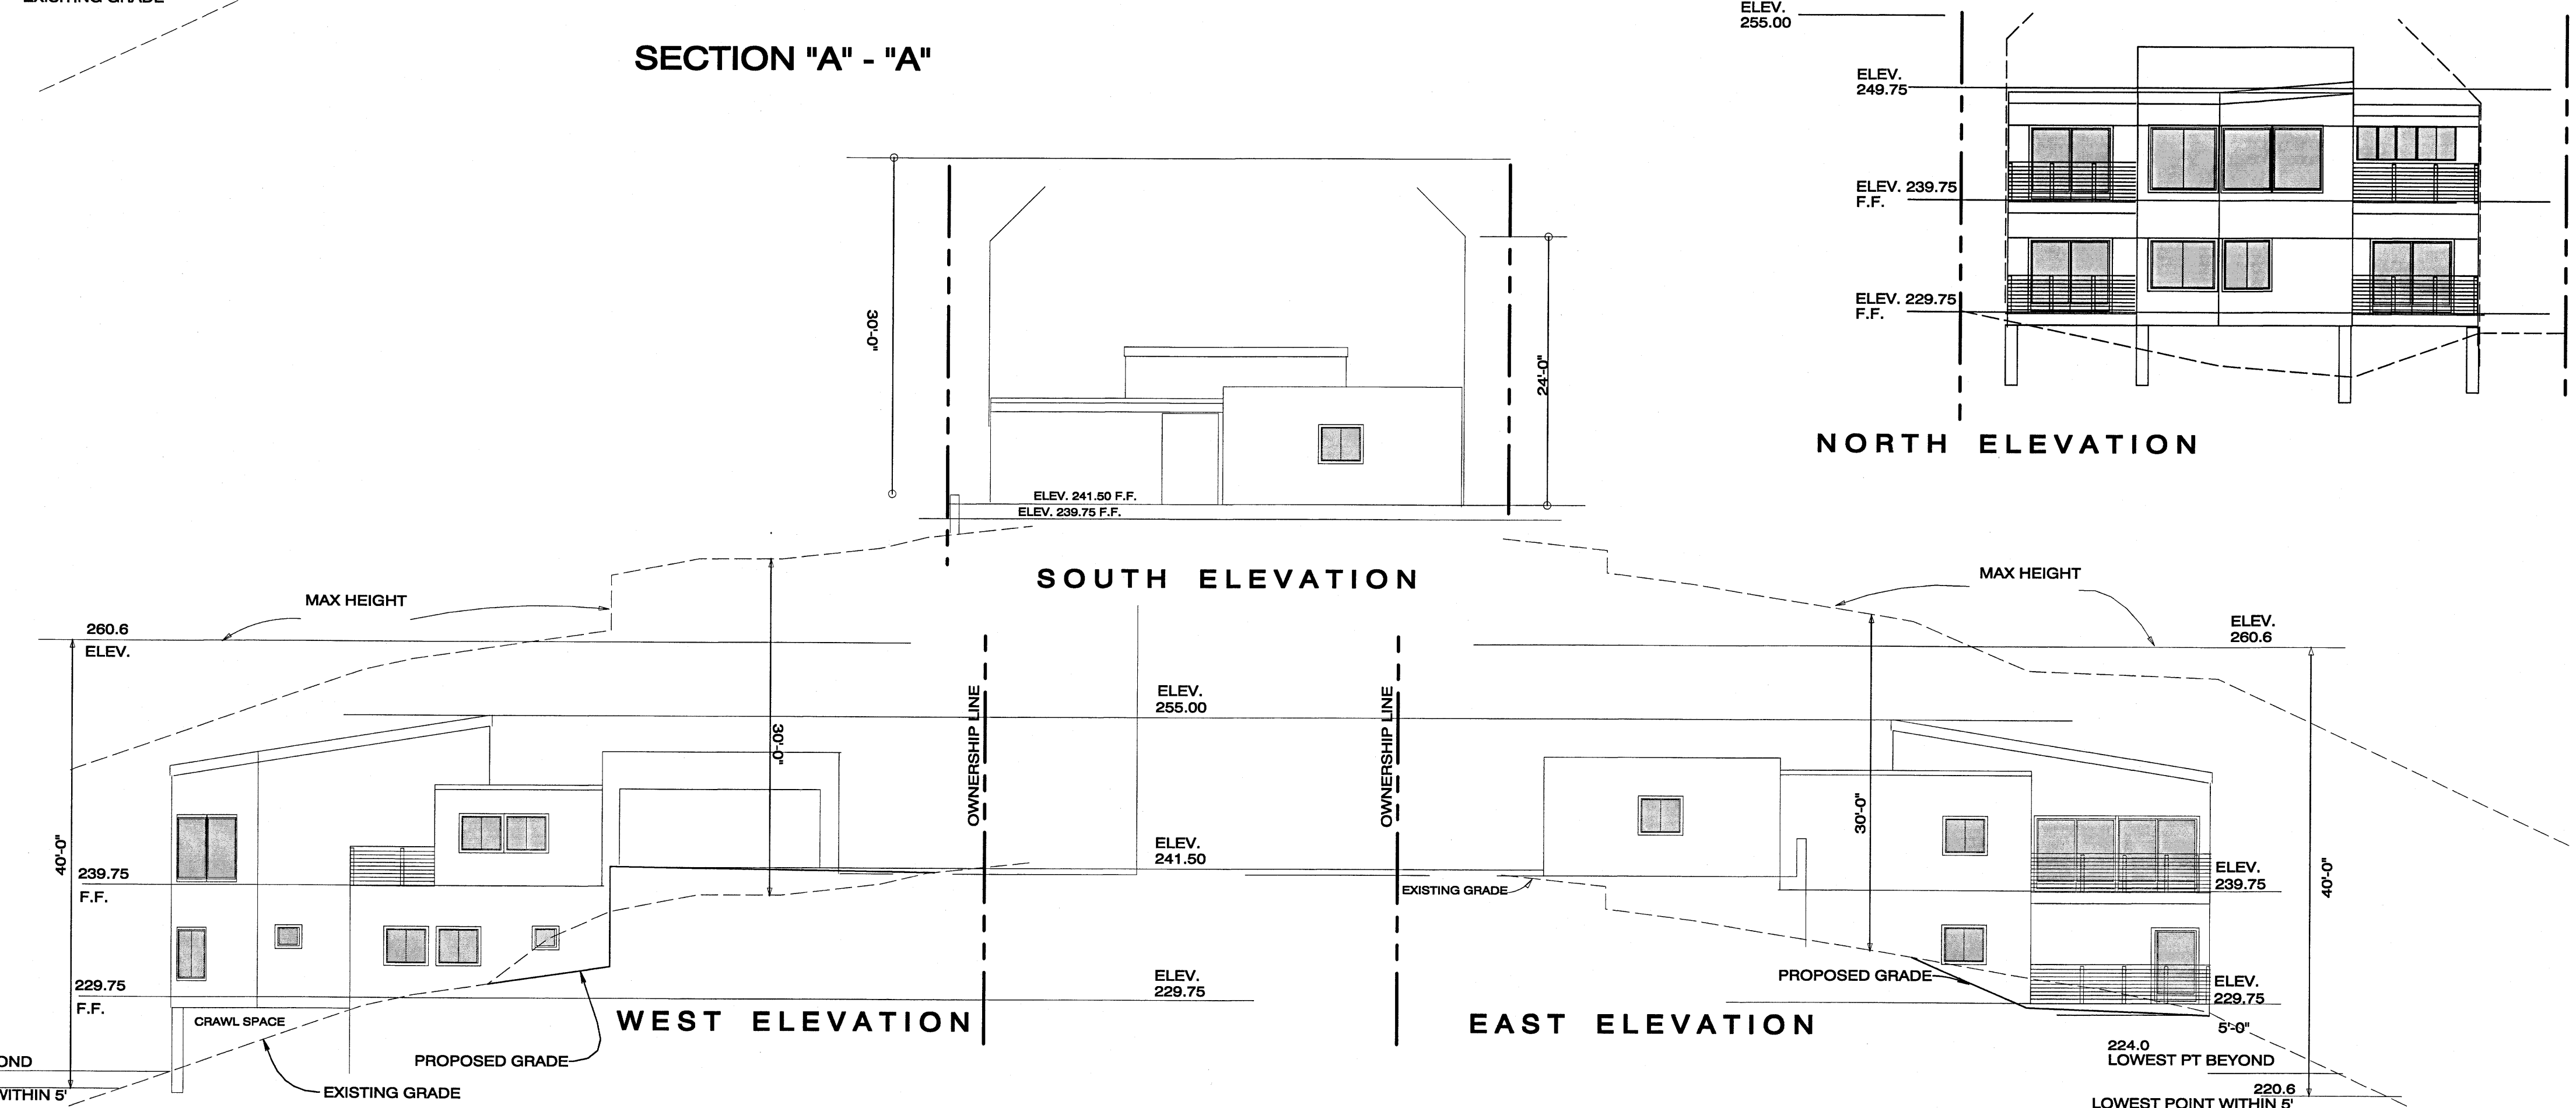 EXISITING GRADE
SECTION "A" - "A"
ELEV.
255.00
ELEV.
249.75
ELEV. 239.75
F.F.
ELEV. 229.75
F.F.
NORTH ELEVATION
30'-0"
24'-0"
ELEV. 241.50 F.F.
ELEV. 239.75 F.F.
SOUTH ELEVATION
MAX HEIGHT
260.6
ELEV.
40'-0"
30'-0"
239.75
F.F.
229.75
F.F.
CRAWL SPACE
OND
WITHIN 5'
PROPOSED GRADE
EXISTING GRADE
WEST ELEVATION
OWNERSHIP LINE
ELEV.
255.00
ELEV.
241.50
ELEV.
229.75
OWNERSHIP LINE
MAX HEIGHT
ELEV.
260.6
30'-0"
40'-0"
EXISTING GRADE
ELEV.
239.75
PROPOSED GRADE
ELEV.
229.75
EAST ELEVATION
5'-0"
224.0
LOWEST PT BEYOND
220.6
LOWEST POINT WITHIN 5'